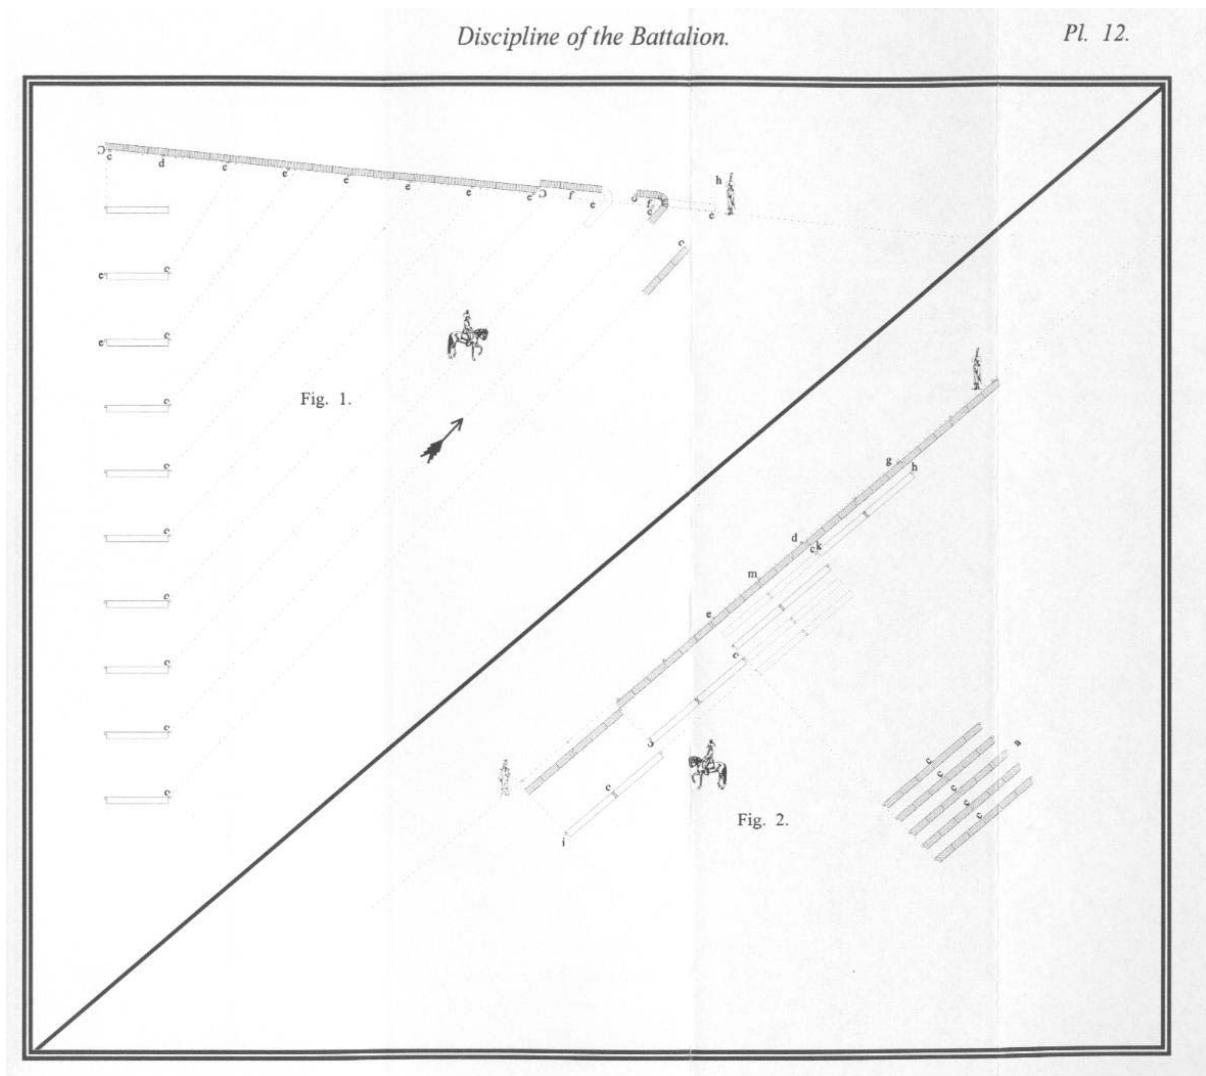 Discipline of the Battalion.
Pl. 12.
c
d
e
e
e
e
e
e
f
e
f
e
h
e
e
e
Fig. 1.
g
h
d
c
k
m
e
c
i
Fig. 2.
a